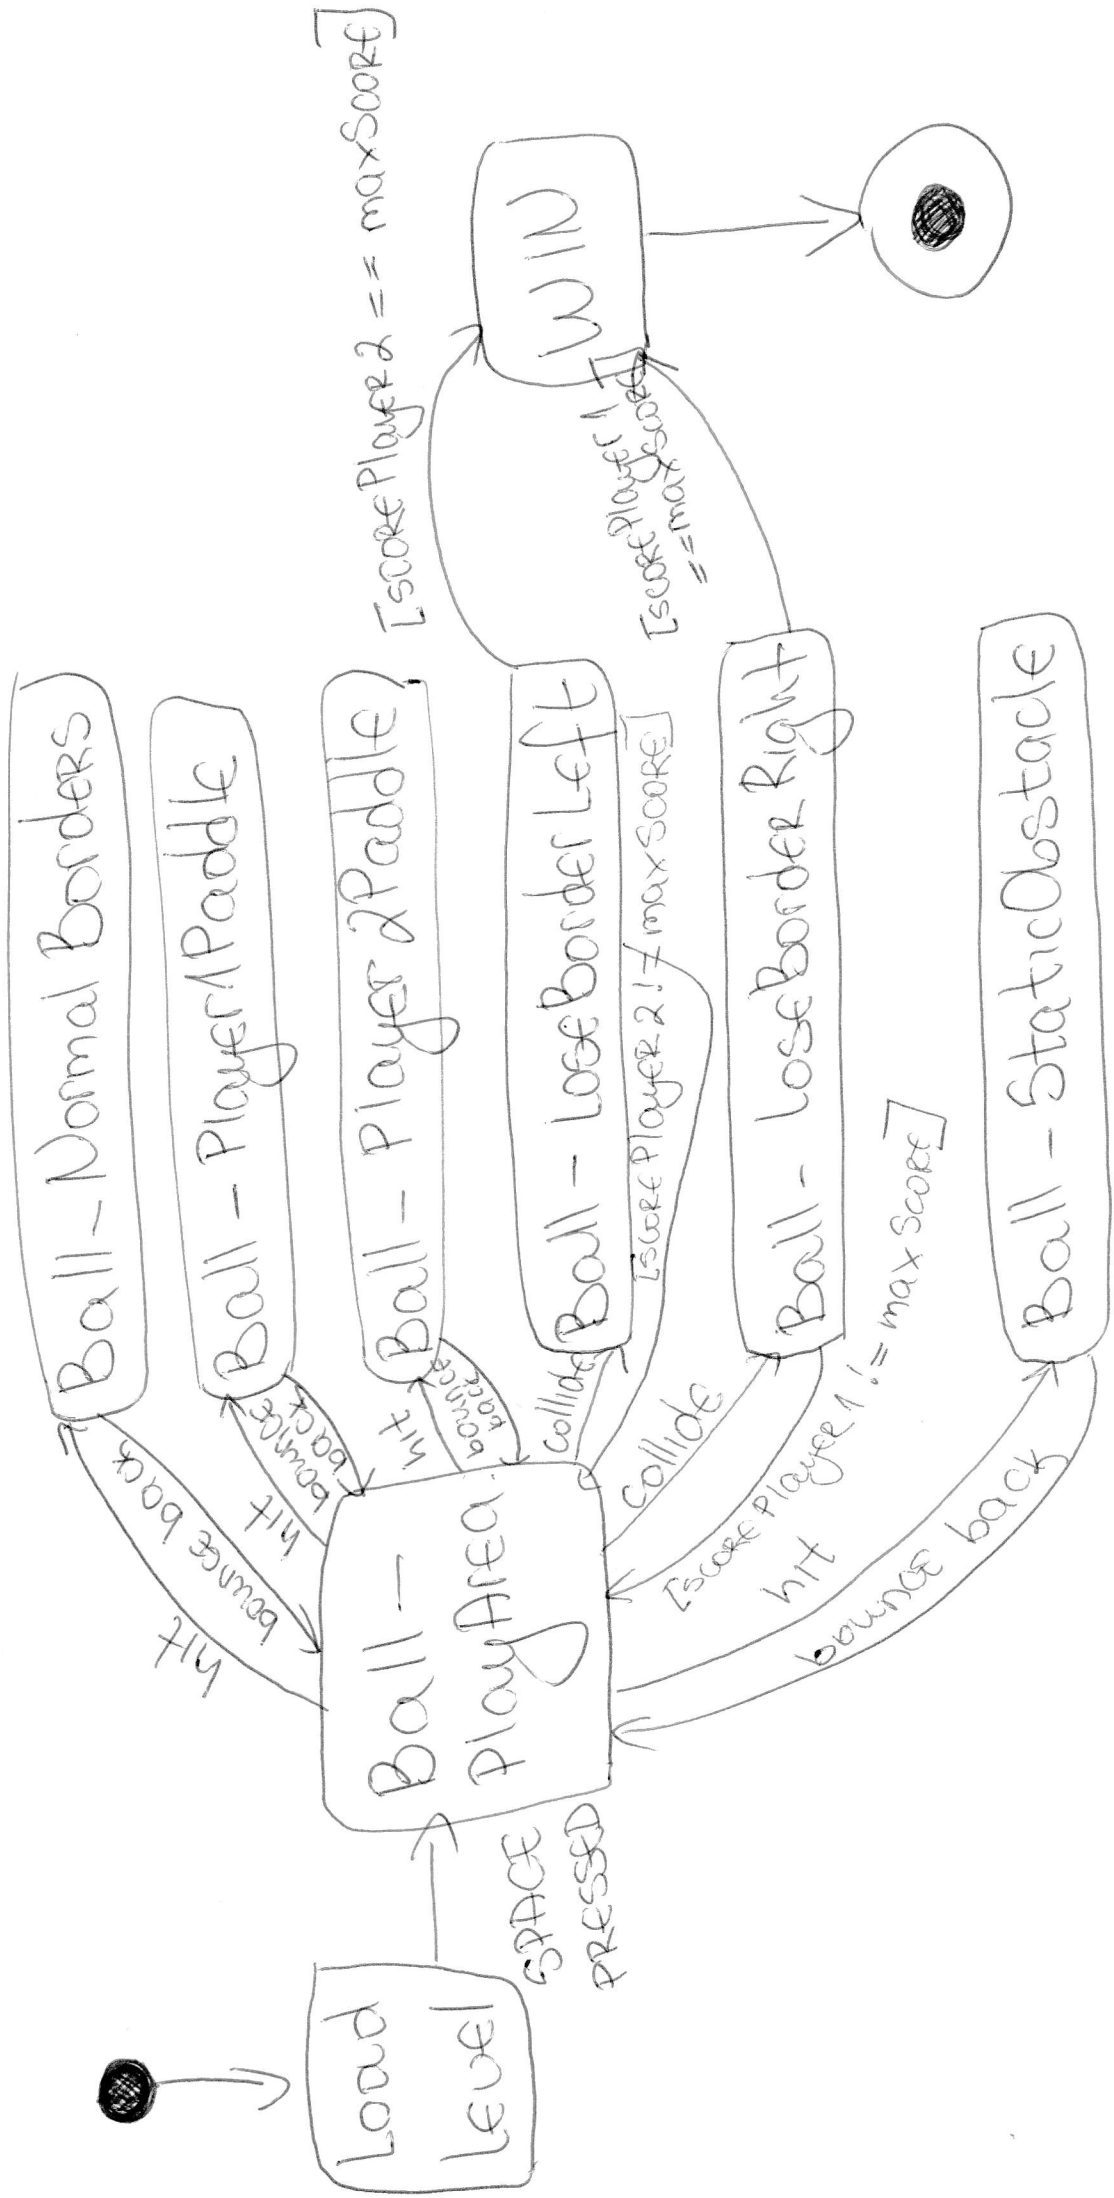 Load
Level
SPACE
PRESSED
Ball -
PlayArea
hit
bounce back
hit
bounce
back
hit
bounce
back
collide
collide
[scorePlayer1 != maxScore]
hit
bounce back
Ball - Normal Borders
Ball - Player1Paddle
Ball - Player2Paddle
Ball - LoseBorderLeft
[scorePlayer2 != maxScore]
Ball - LoseBorderRight
Ball - StaticObstacle
[scorePlayer2 == maxScore]
[scorePlayer1
==maxScore]
WIN